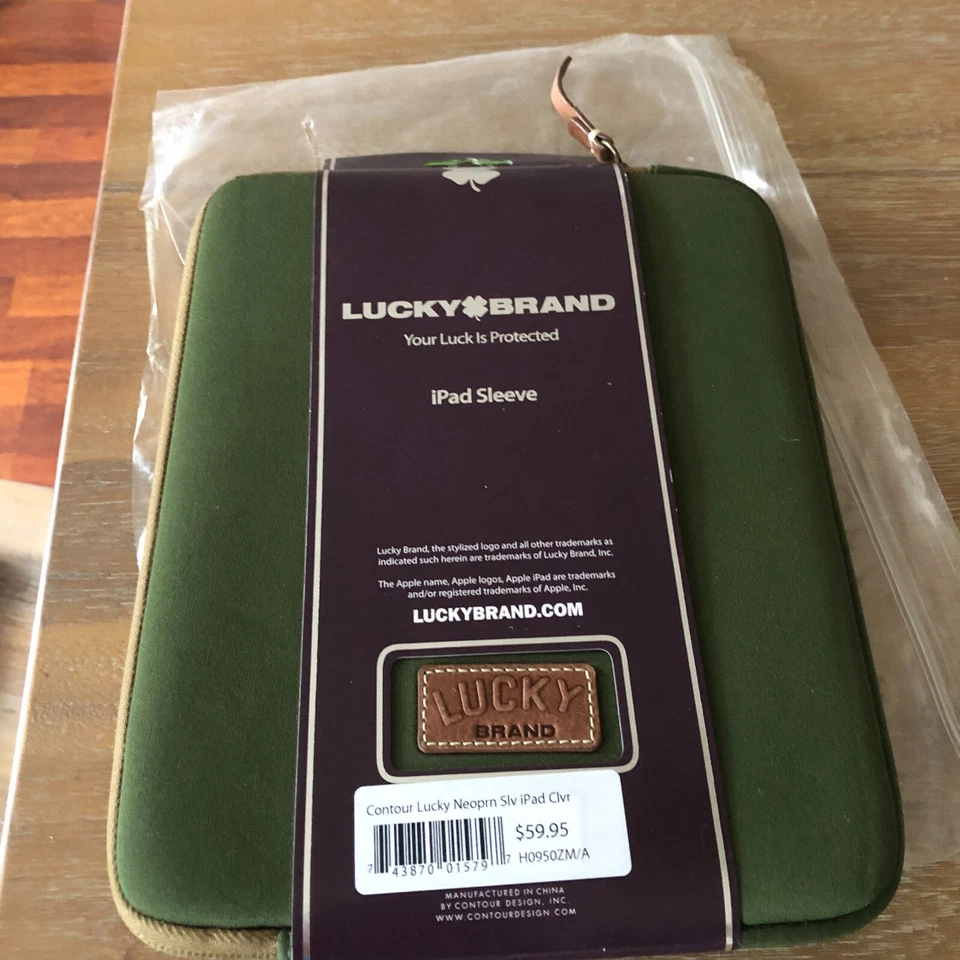 LUCKY BRAND
Your Luck Is Protected
iPad Sleeve
Lucky Brand, the stylized logo and all other trademarks as
indicated such herein are trademarks of Lucky Brand, Inc.
The Apple name, Apple logos, Apple iPad are trademarks
and/or registered trademarks of Apple, Inc.
LUCKYBRAND.COM
LUCKY
BRAND
Contour Lucky Neoprn Slv iPad Clvr
$59.95
H0950ZM/A
7 43870 01579 7
MANUFACTURED IN CHINA
BY CONTOUR DESIGN, INC.
WWW.CONTOURDESIGN.COM